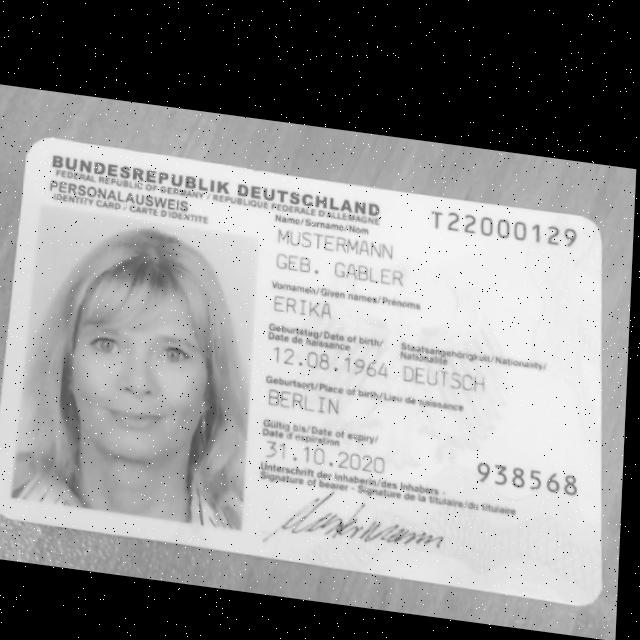 BUNDESREPUBLIK DEUTSCHLAND
FEDERAL REPUBLIC OF GERMANY / REPUBLIQUE FEDERALE D'ALLEMAGNE
PERSONALAUSWEIS
IDENTITY CARD / CARTE D'IDENTITE
T22000129
Name/Surname/Nom
MUSTERMANN
GEB. GABLER
Vornamen/Given names/Prénoms
ERIKA
Geburtstag/Date of birth/
Date de naissance
Staatsangehörigkeit/Nationality/
Nationalité
12.08.1964 DEUTSCH
Geburtsort/Place of birth/Lieu de naissance
BERLIN
Gültig bis/Date of expiry/
Date d'expiration
31.10.2020
938568
Unterschrift der Inhaberin/des Inhabers
Signature of bearer - Signature de la titulaire/du titulaire